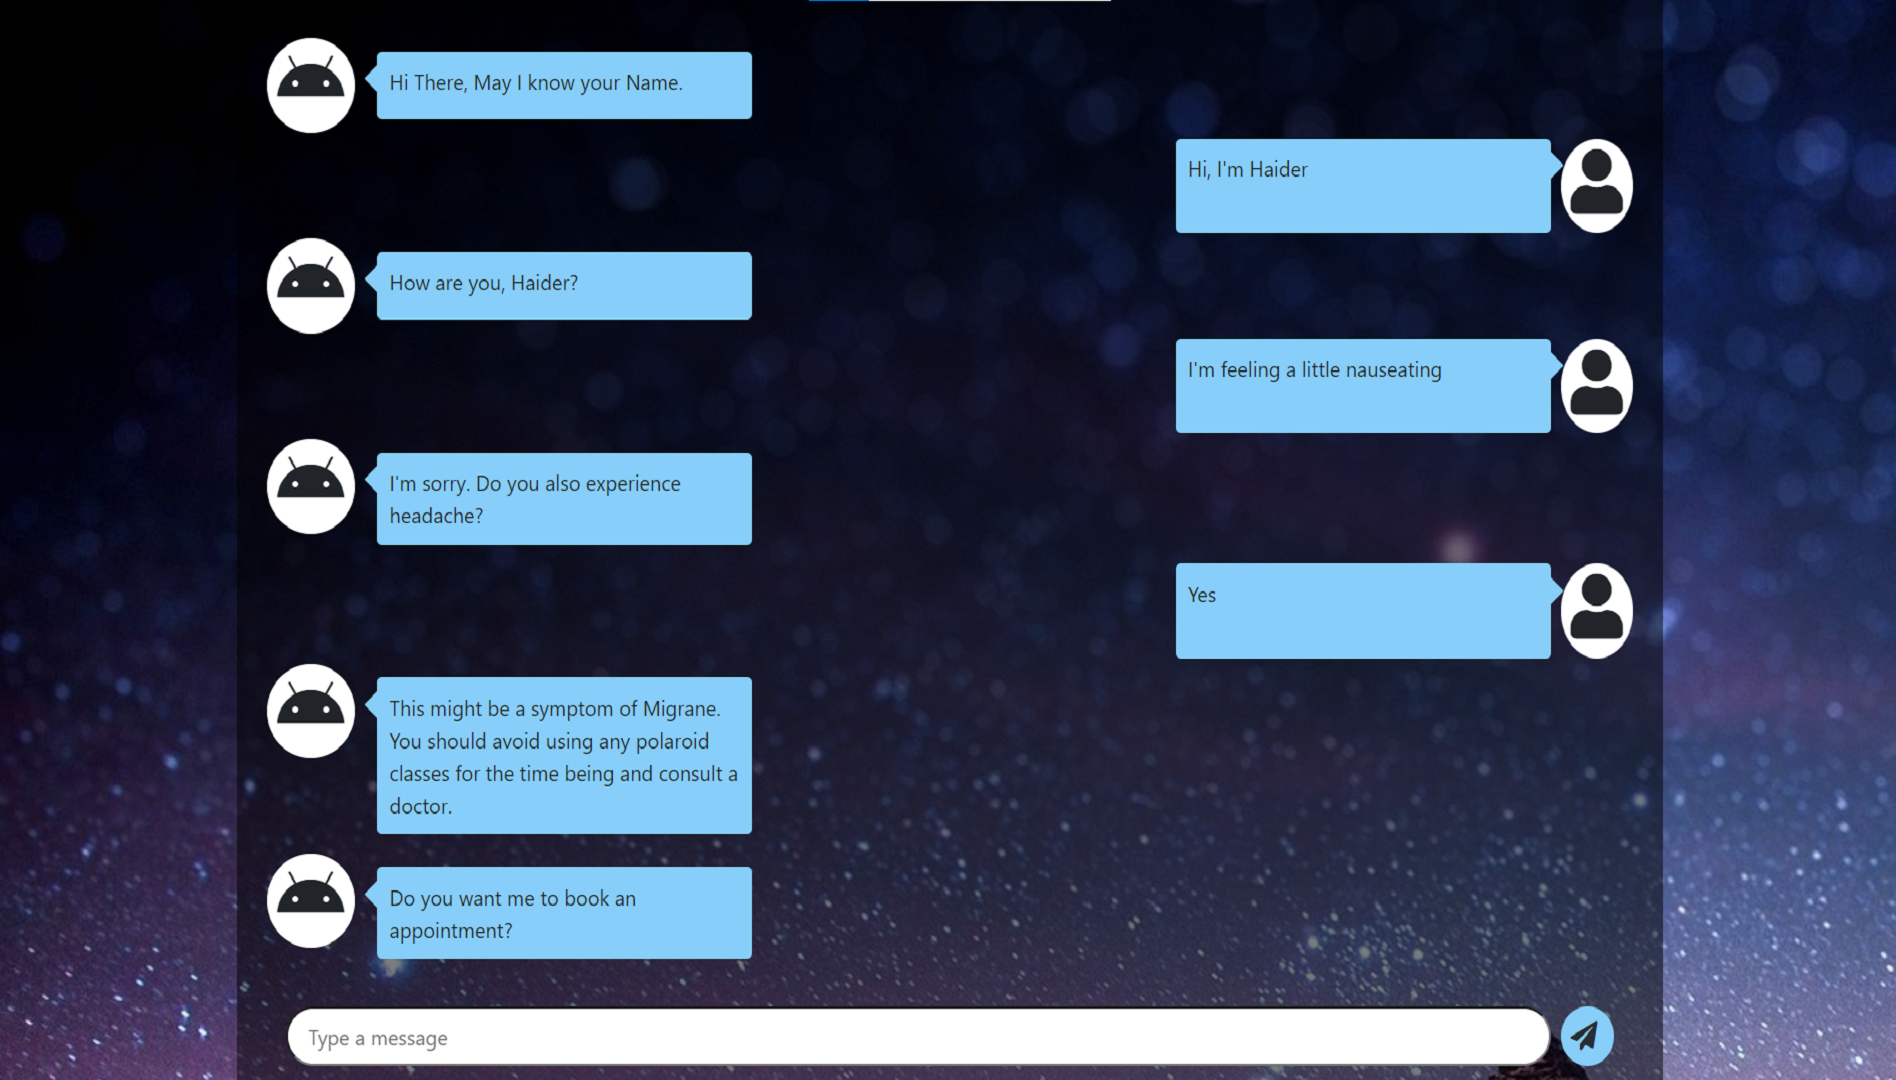 Hi There, May I know your Name.
Hi, I'm Haider
How are you, Haider?
I'm feeling a little nauseating
I'm sorry. Do you also experience
headache?
Yes
This might be a symptom of Migrane.
You should avoid using any polaroid
classes for the time being and consult a
doctor.
Do you want me to book an
appointment?
Type a message